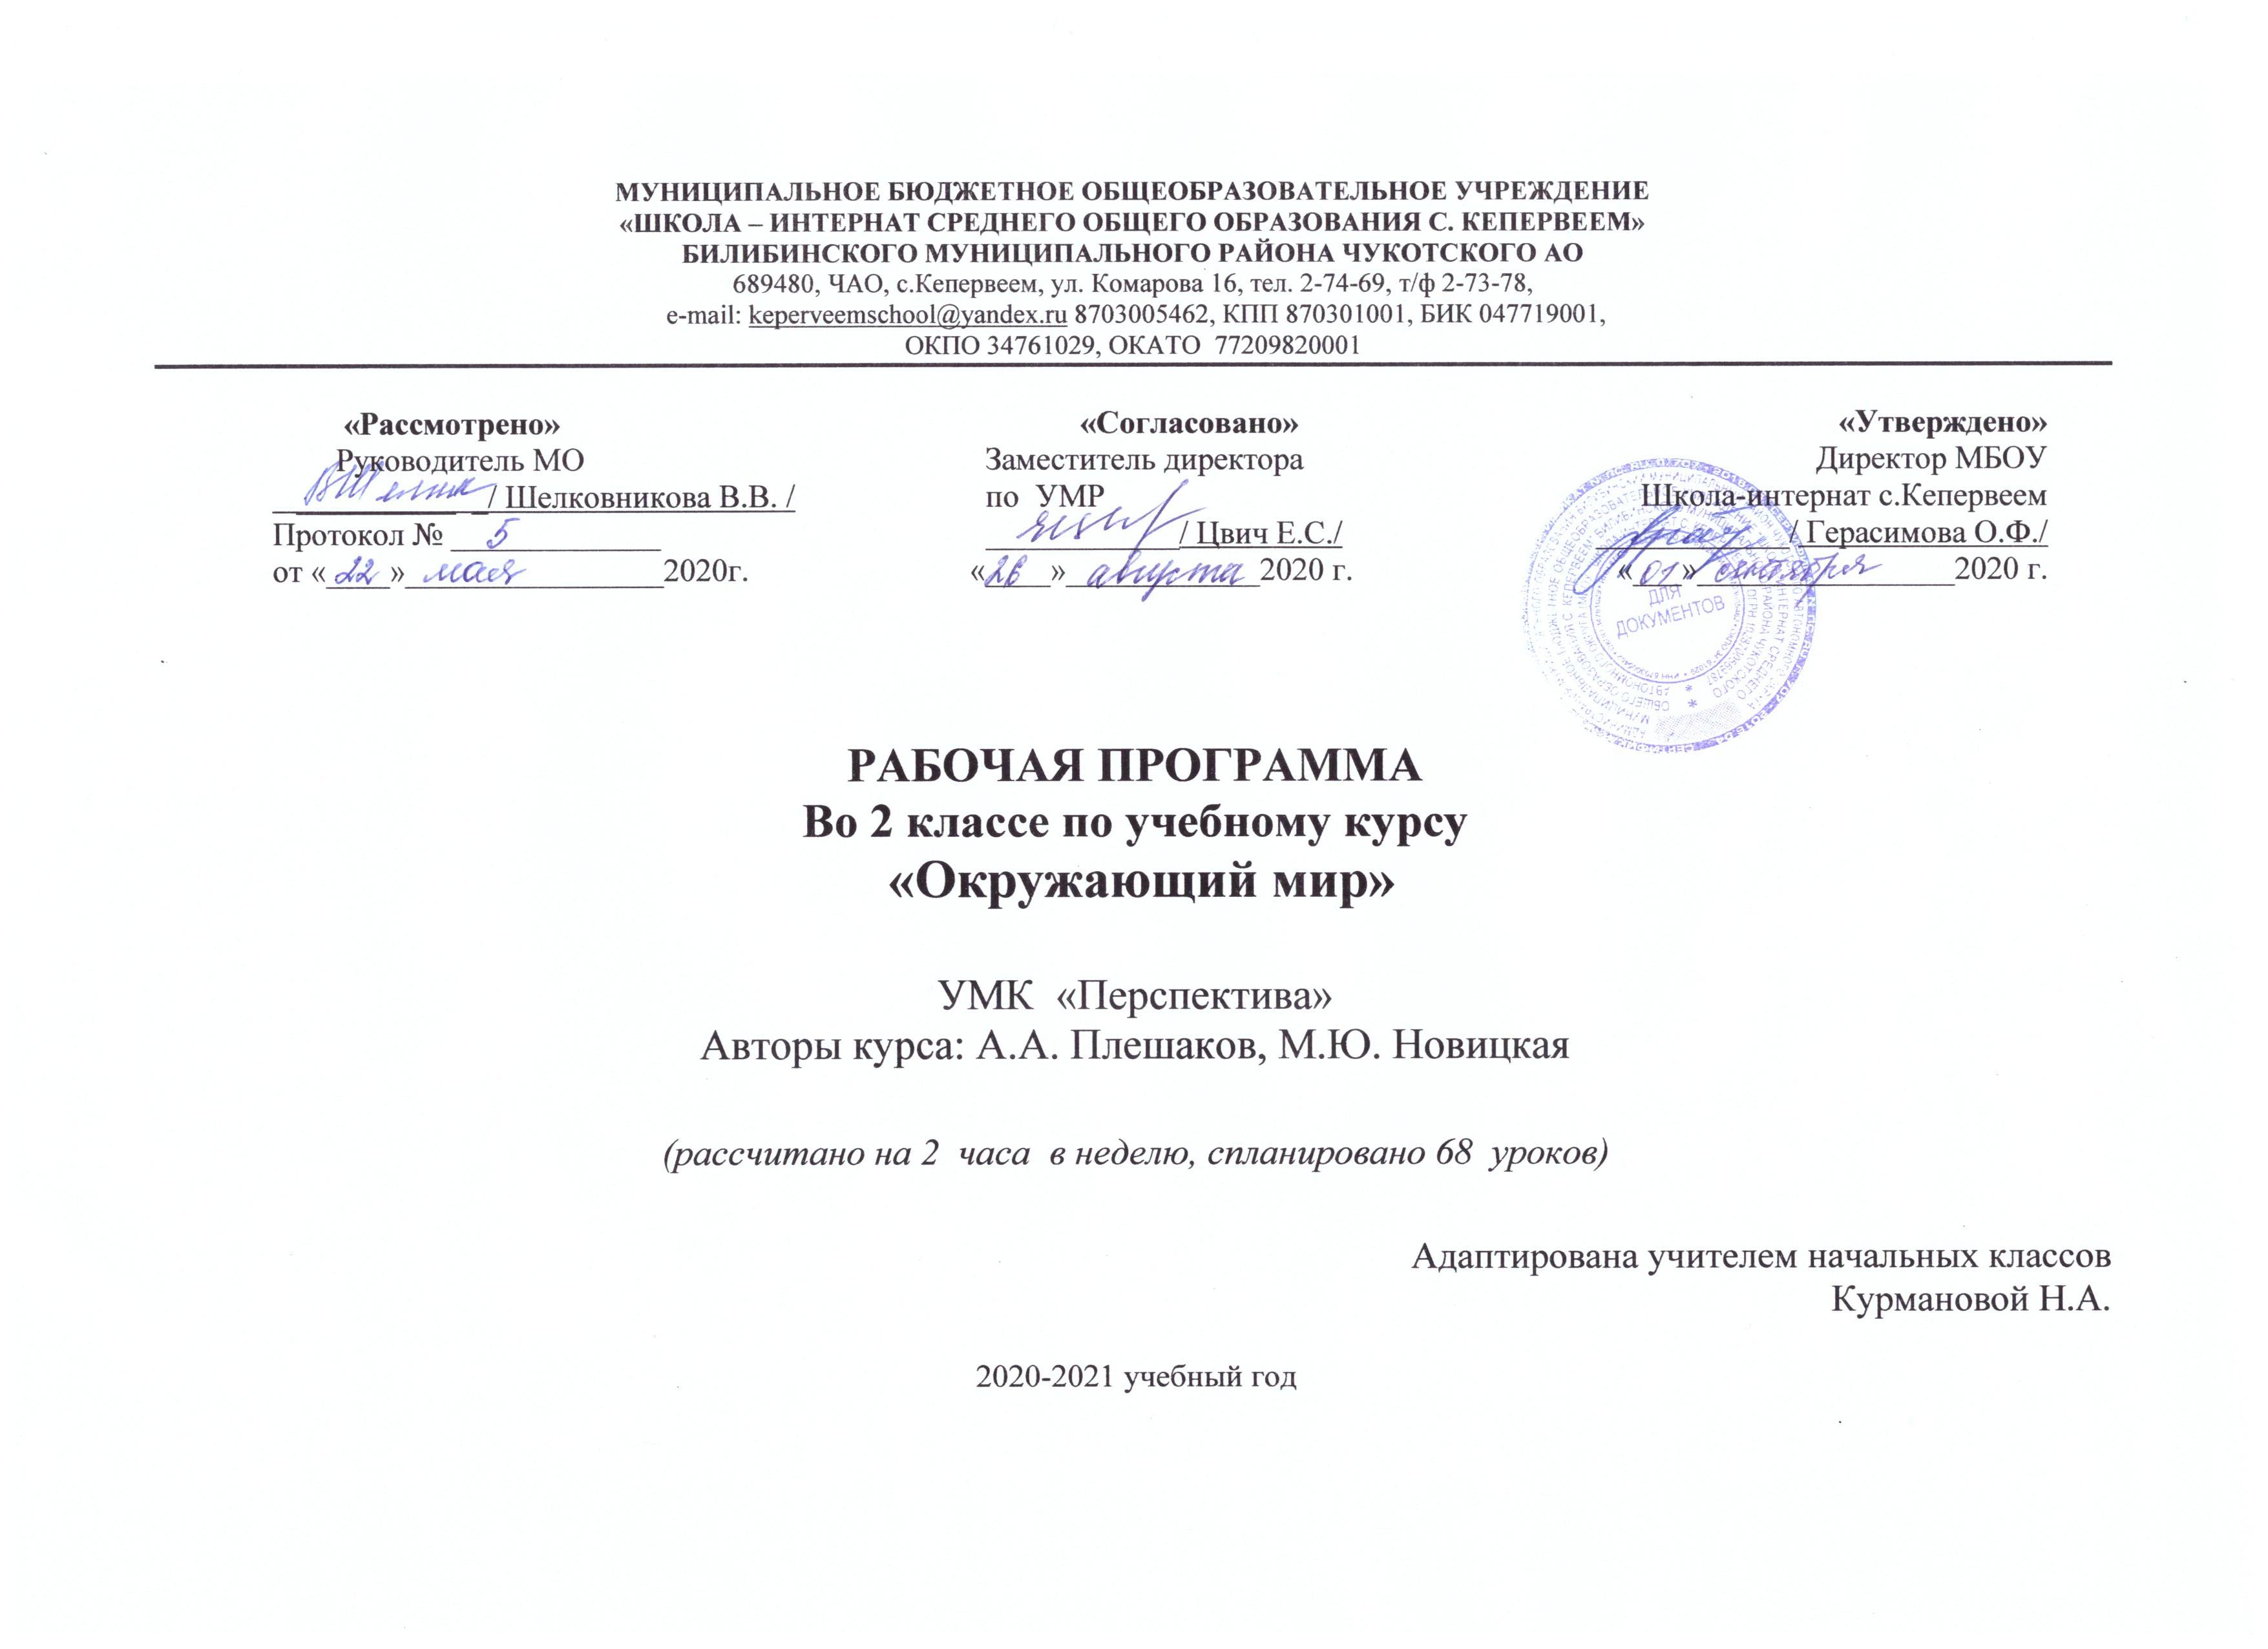 МУНИЦИПАЛЬНОЕ БЮДЖЕТНОЕ ОБЩЕОБРАЗОВАТЕЛЬНОЕ УЧРЕЖДЕНИЕ
«ШКОЛА – ИНТЕРНАТ СРЕДНЕГО ОБЩЕГО ОБРАЗОВАНИЯ С. КЕПЕРВЕЕМ»
БИЛИБИНСКОГО МУНИЦИПАЛЬНОГО РАЙОНА ЧУКОТСКОГО АО
689480, ЧАО, с.Кепервеем, ул. Комарова 16, тел. 2-74-69, т/ф 2-73-78,
e-mail: keperveemschool@yandex.ru 8703005462, КПП 870301001, БИК 047719001,
ОКПО 34761029, ОКАТО 77209820001
«Рассмотрено»
Руководитель МО
/ Шелковникова В.В. /
Протокол № 5
от «22» мая 2020г.
«Согласовано»
Заместитель директора
по УМР
/ Цвич Е.С./
«26» августа 2020 г.
«Утверждено»
Директор МБОУ
Школа-интернат с.Кепервеем
/ Герасимова О.Ф./
«01» сентября 2020 г.
ДЛЯ
ДОКУМЕНТОВ
РАБОЧАЯ ПРОГРАММА
Во 2 классе по учебному курсу
«Окружающий мир»
УМК «Перспектива»
Авторы курса: А.А. Плешаков, М.Ю. Новицкая
(рассчитано на 2 часа в неделю, спланировано 68 уроков)
Адаптирована учителем начальных классов
Курмановой Н.А.
2020-2021 учебный год